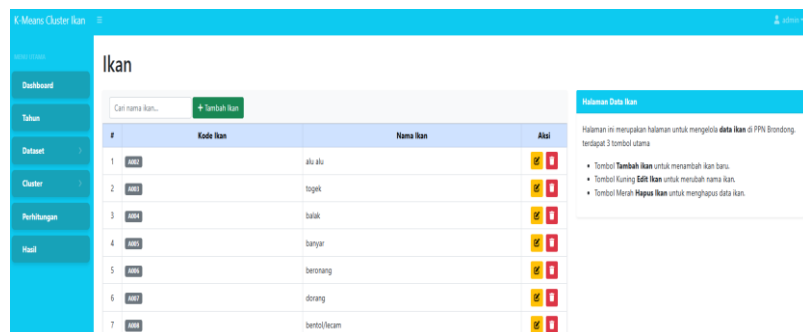 K-Means Cluster Ikan
admin
Ikan
Dashboard
Tahun
Dataset
Cluster
Perhitungan
Hasil
Cari nama ikan...
+ Tambah Ikan
# Kode Ikan Nama Ikan Aksi
1 A002 alu alu
2 A003 togek
3 A004 balak
4 A005 banyar
5 A006 beronang
6 A007 dorang
7 A008 bentol/lecam
Halaman Data Ikan
Halaman ini merupakan halaman untuk mengelola data ikan di PPN Brondong.
terdapat 3 tombol utama
Tombol Tambah ikan untuk menambah ikan baru.
Tombol Kuning Edit Ikan untuk merubah nama ikan.
Tombol Merah Hapus Ikan untuk menghapus data ikan.